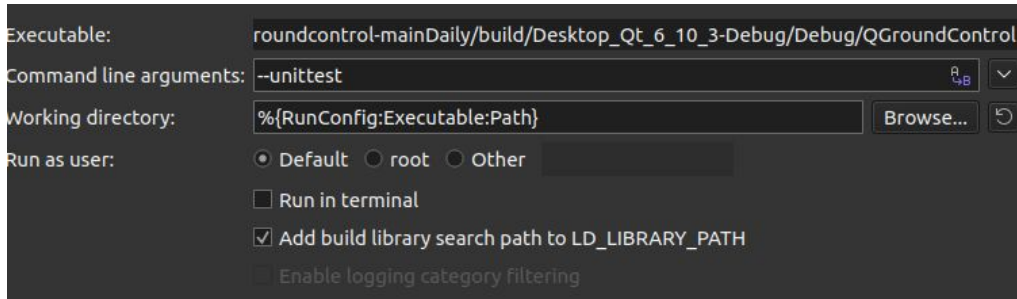 Executable: roundcontrol-mainDaily/build/Desktop_Qt_6_10_3-Debug/Debug/QGroundControl
Command line arguments: --unittest
Working directory: %{RunConfig:Executable:Path} Browse...
Run as user: Default root Other
Run in terminal
Add build library search path to LD_LIBRARY_PATH
Enable logging category filtering